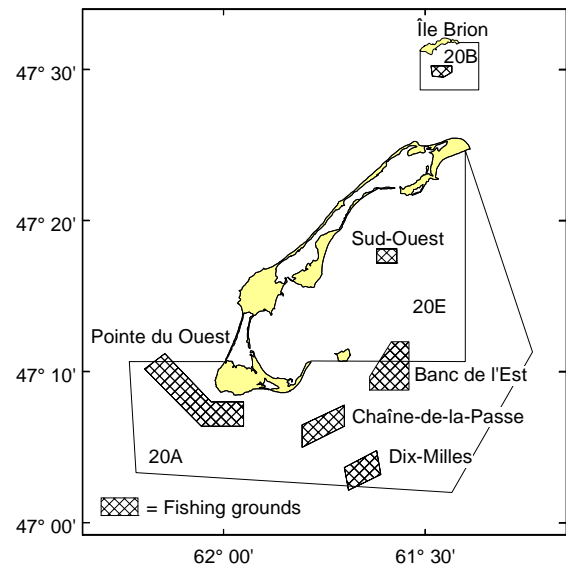 Île Brion
20B
47° 30'
47° 20'
Sud-Ouest
20E
Pointe du Ouest
47° 10'
Banc de l'Est
Chaîne-de-la-Passe
20A
Dix-Milles
= Fishing grounds
47° 00'
62° 00'
61° 30'